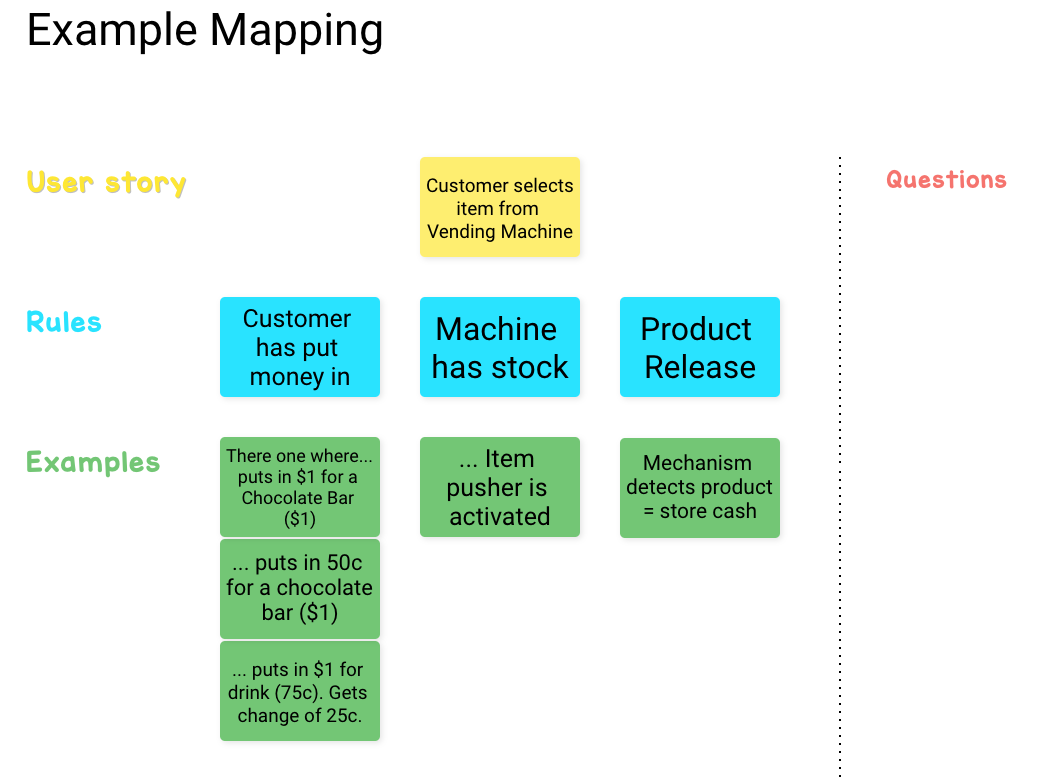 Example Mapping
User story
Customer selects
item from
Vending Machine
Questions
Rules
Customer
has put
money in
Machine
has stock
Product
Release
Examples
There one where...
puts in $1 for a
Chocolate Bar
($1)
... Item
pusher is
activated
Mechanism
detects product
= store cash
... puts in 50c
for a chocolate
bar ($1)
... puts in $1 for
drink (75c). Gets
change of 25c.